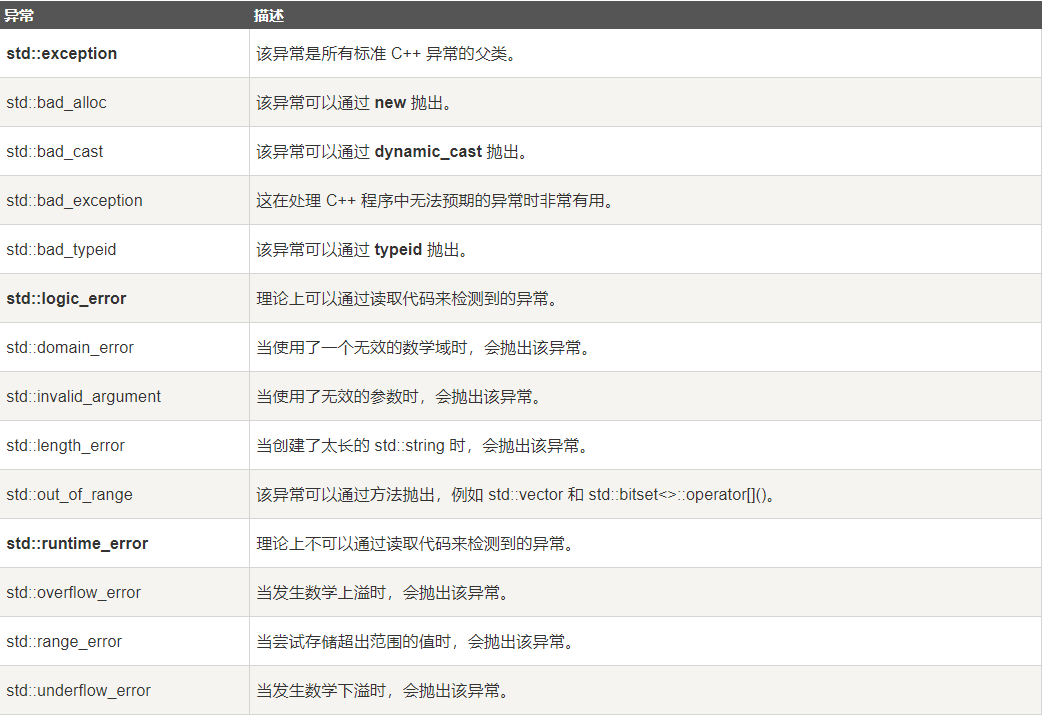 异常 描述
std::exception 该异常是所有标准 C++ 异常的父类。
std::bad_alloc 该异常可以通过 new 抛出。
std::bad_cast 该异常可以通过 dynamic_cast 抛出。
std::bad_exception 这在处理 C++ 程序中无法预期的异常时非常有用。
std::bad_typeid 该异常可以通过 typeid 抛出。
std::logic_error 理论上可以通过读取代码来检测到的异常。
std::domain_error 当使用了一个无效的数学域时，会抛出该异常。
std::invalid_argument 当使用了无效的参数时，会抛出该异常。
std::length_error 当创建了太长的 std::string 时，会抛出该异常。
std::out_of_range 该异常可以通过方法抛出，例如 std::vector 和 std::bitset<>::operator[]()。
std::runtime_error 理论上不可以通过读取代码来检测到的异常。
std::overflow_error 当发生数学上溢时，会抛出该异常。
std::range_error 当尝试存储超出范围的值时，会抛出该异常。
std::underflow_error 当发生数学下溢时，会抛出该异常。